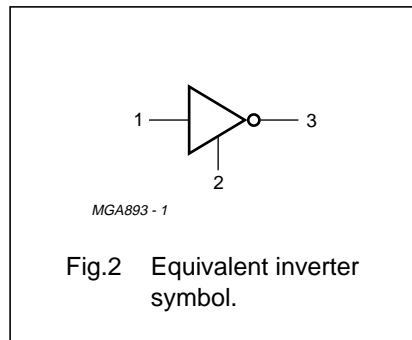 1
3
2
MGA893 - 1
Fig.2 Equivalent inverter
symbol.